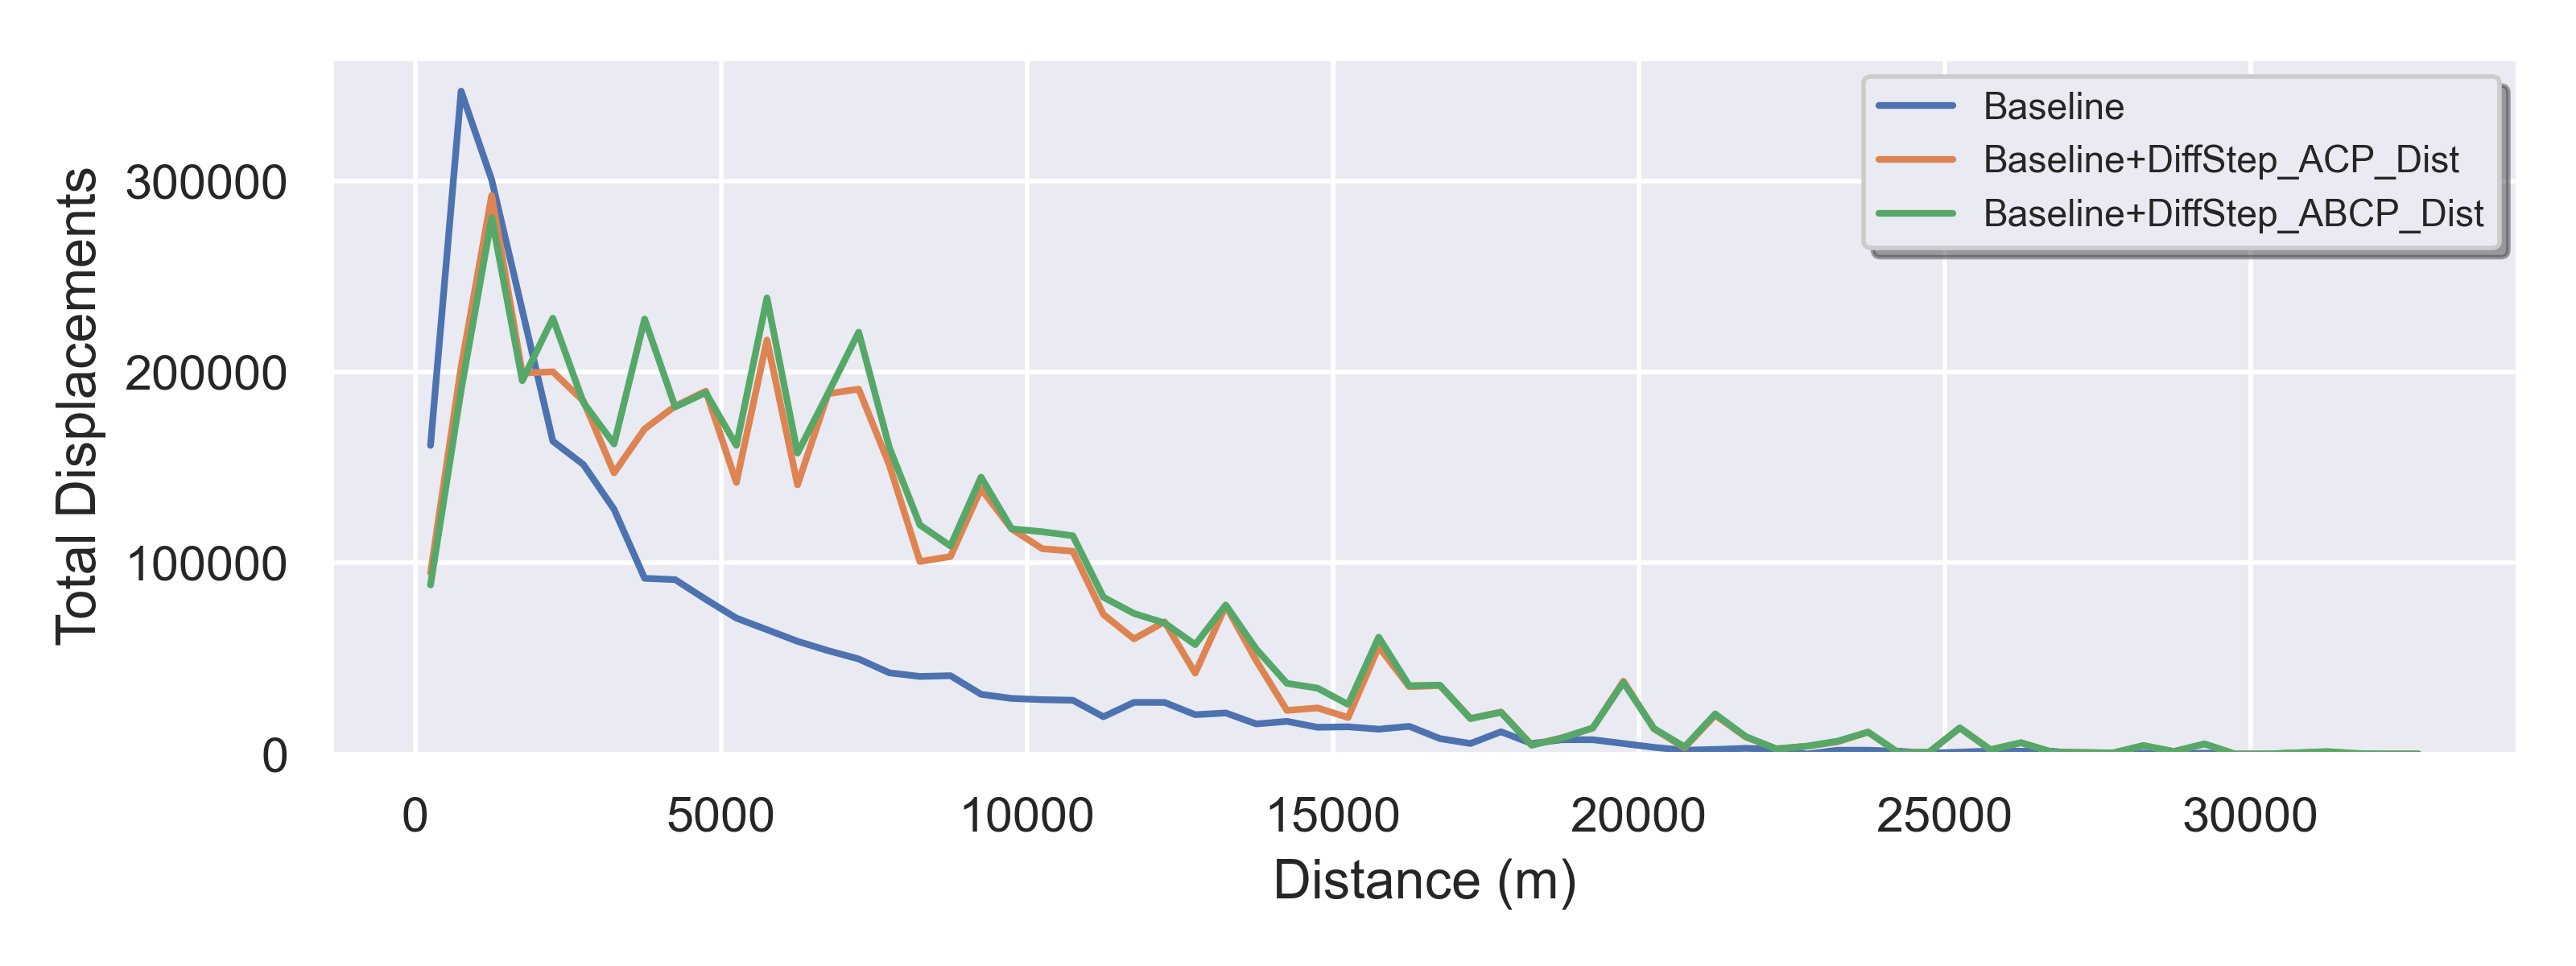 Baseline
Baseline+DiffStep_ACP_Dist
Baseline+DiffStep_ABCP_Dist
Total Displacements
300000
200000
100000
0
0 5000 10000 15000 20000 25000 30000
Distance (m)